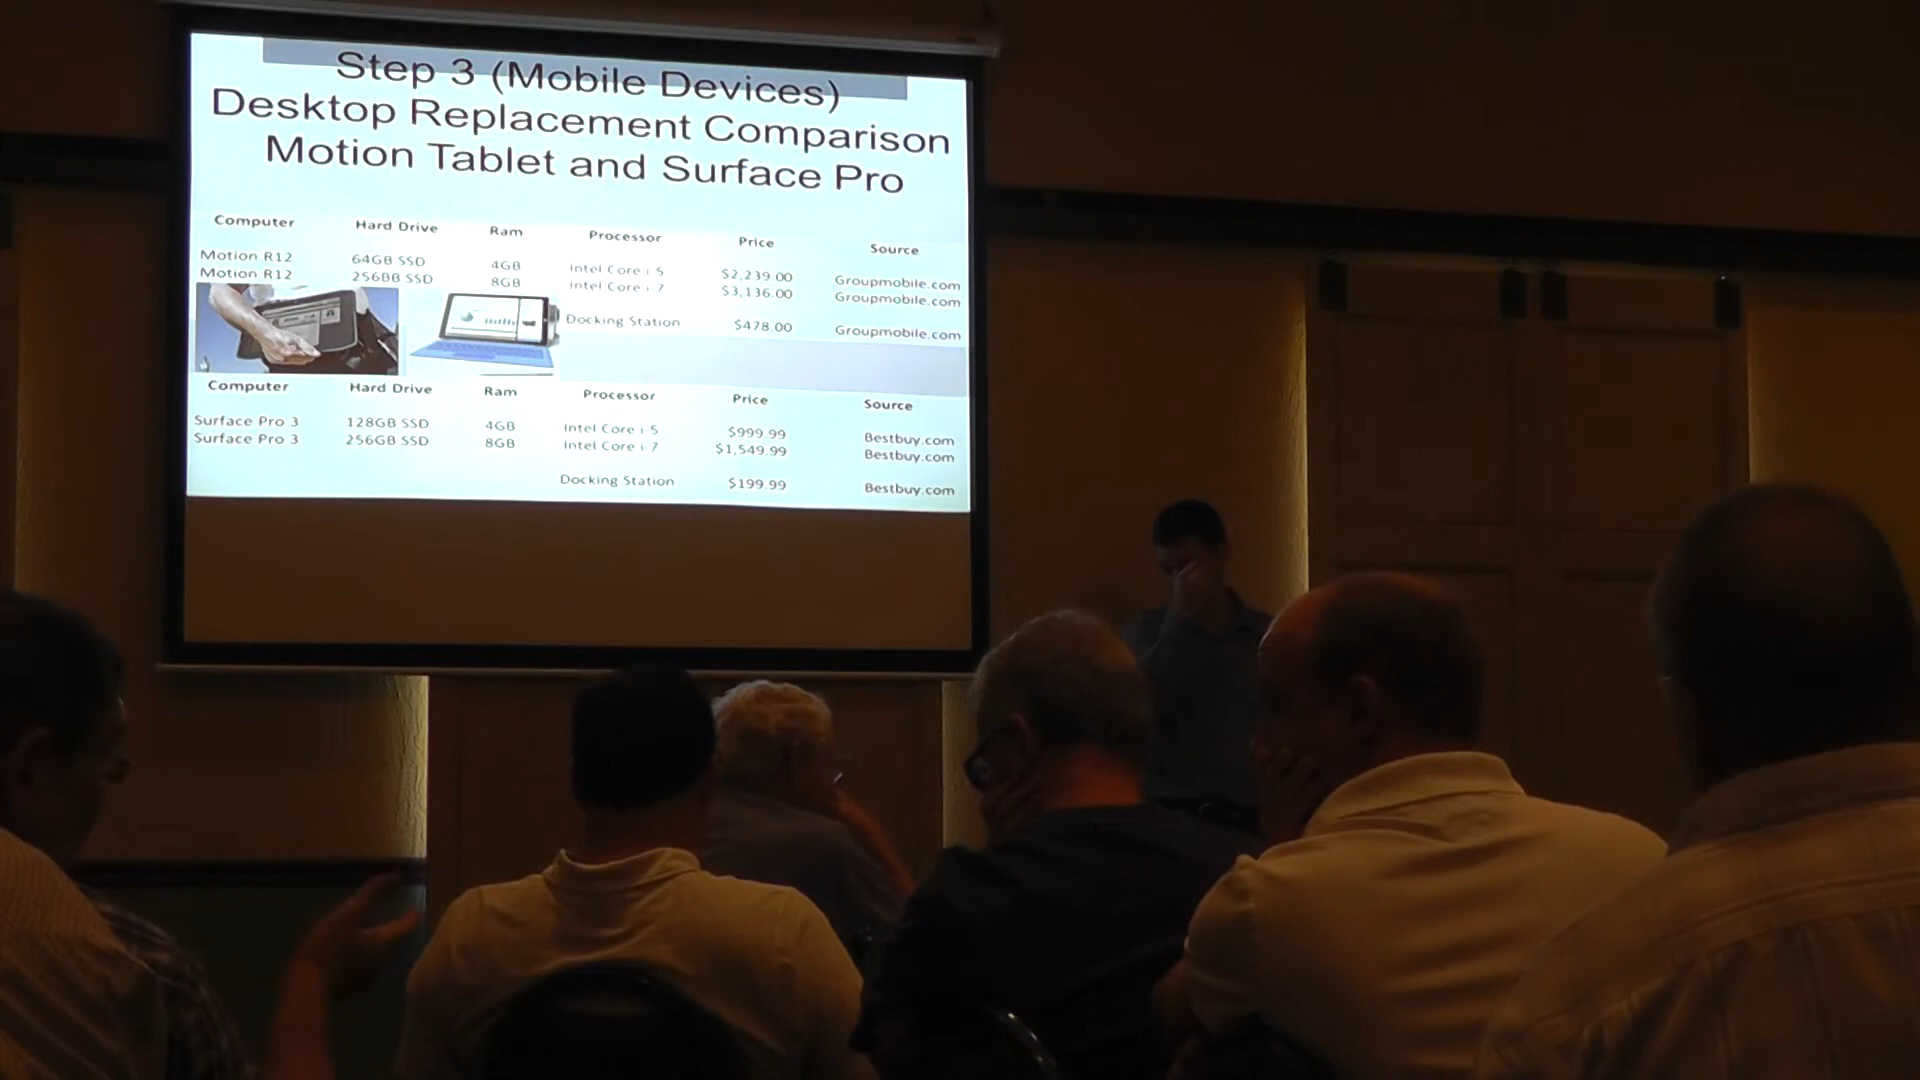 Step 3 (Mobile Devices)
Desktop Replacement Comparison
Motion Tablet and Surface Pro
Computer Hard Drive Ram Processor Price Source
Motion R12 64GB SSD 4GB Intel Core i 5 $2,239.00 Groupmobile.com
Motion R12 256BB SSD 8GB Intel Core i 7 $3,136.00 Groupmobile.com
Docking Station $478.00 Groupmobile.com
Computer Hard Drive Ram Processor Price Source
Surface Pro 3 128GB SSD 4GB Intel Core i 5 $999.99 Bestbuy.com
Surface Pro 3 256GB SSD 8GB Intel Core i 7 $1,549.99 Bestbuy.com
Docking Station $199.99 Bestbuy.com